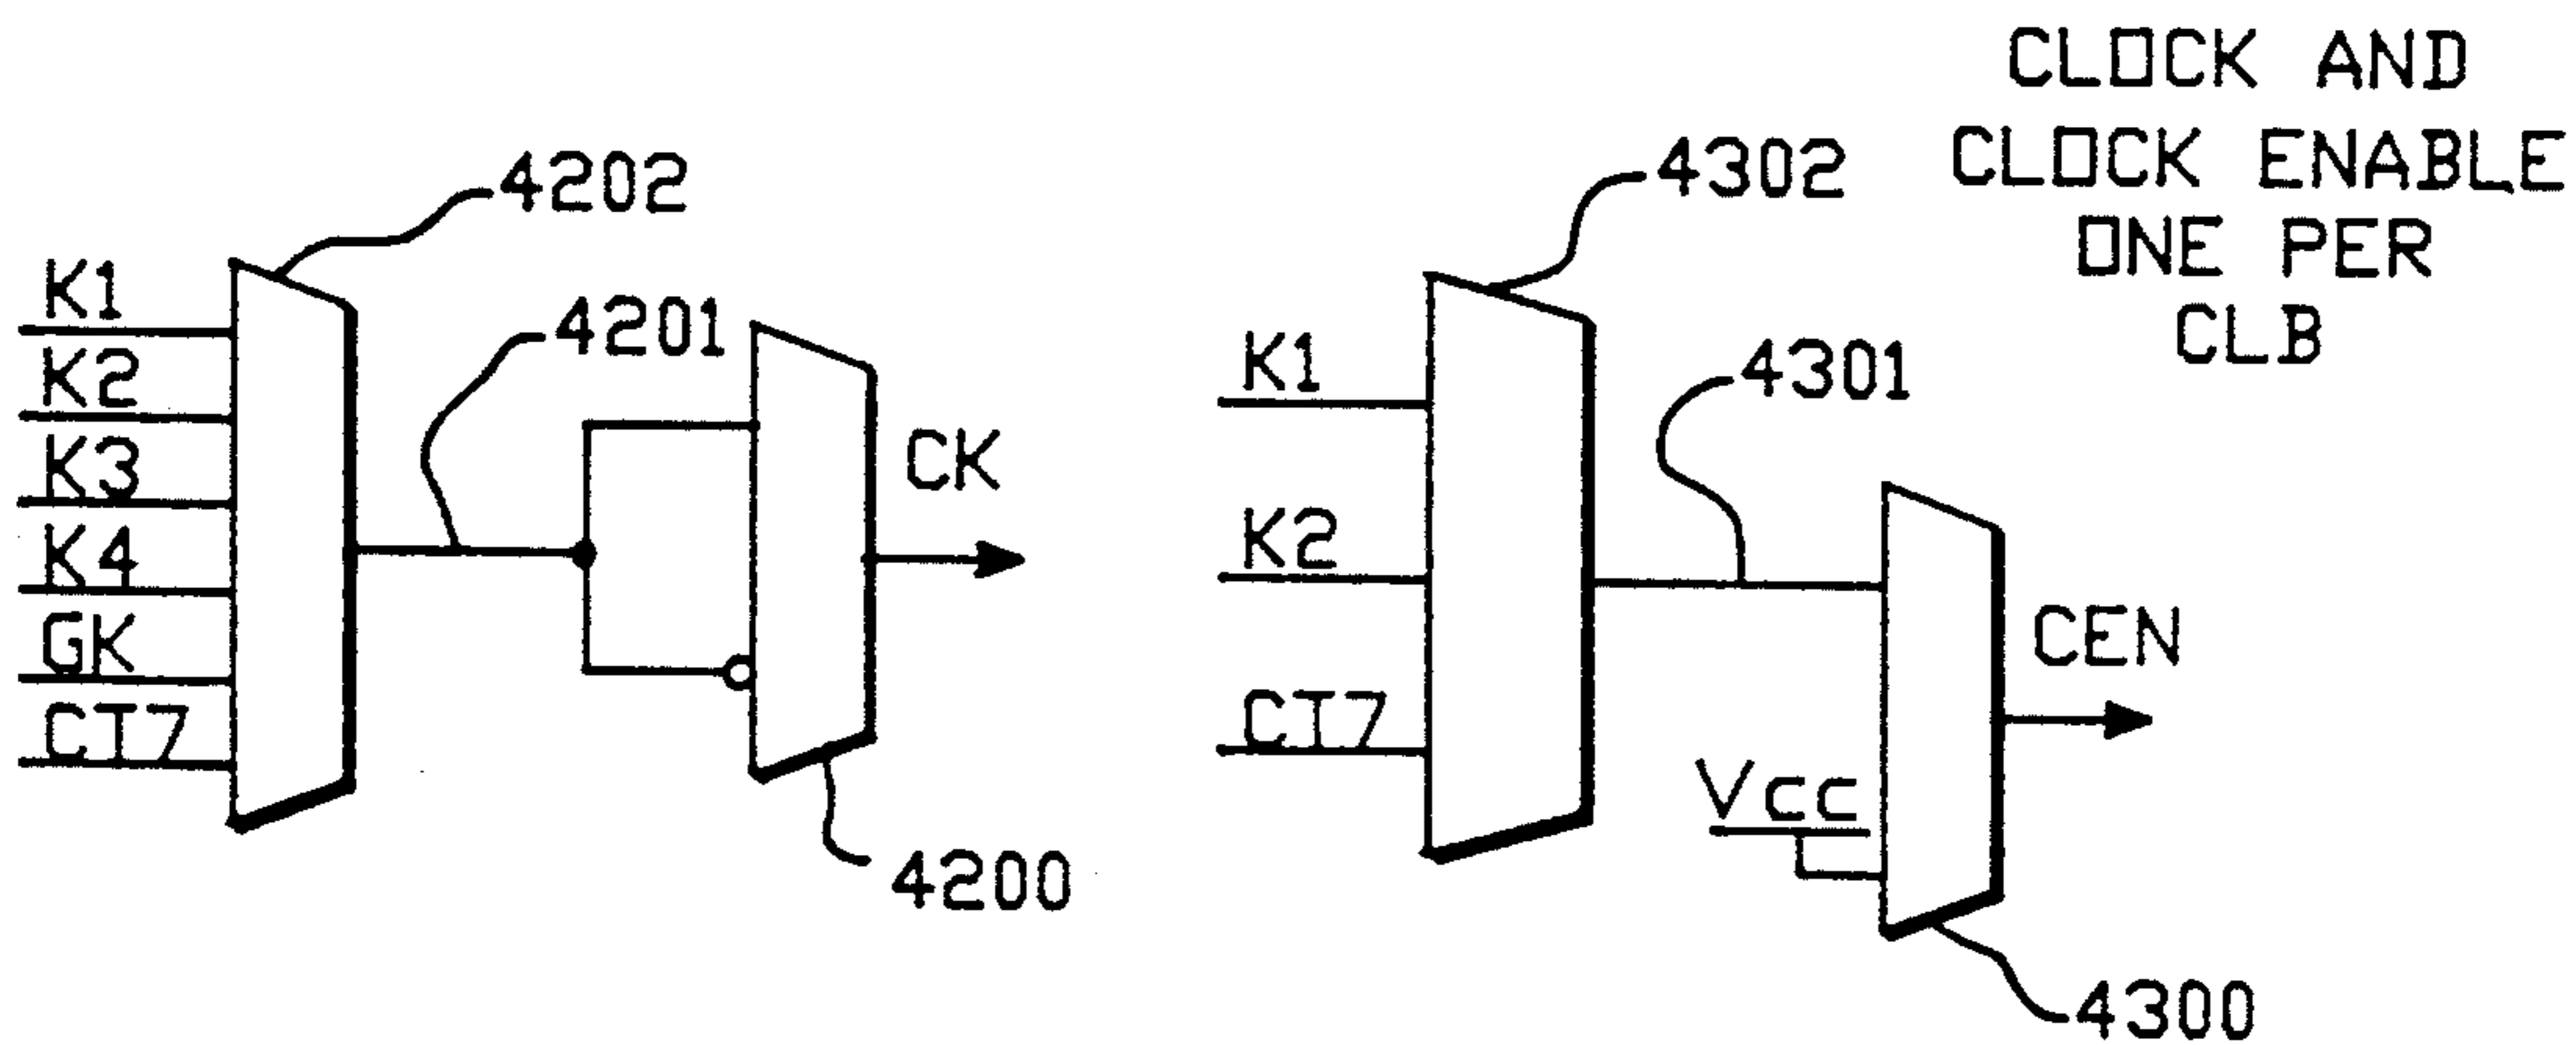 CLOCK AND
CLOCK ENABLE
ONE PER
CLB
4202
K1
K2
K3
K4
GK
CT7
4201
CK
4200
4302
K1
K2
CT7
4301
Vcc
CEN
4300